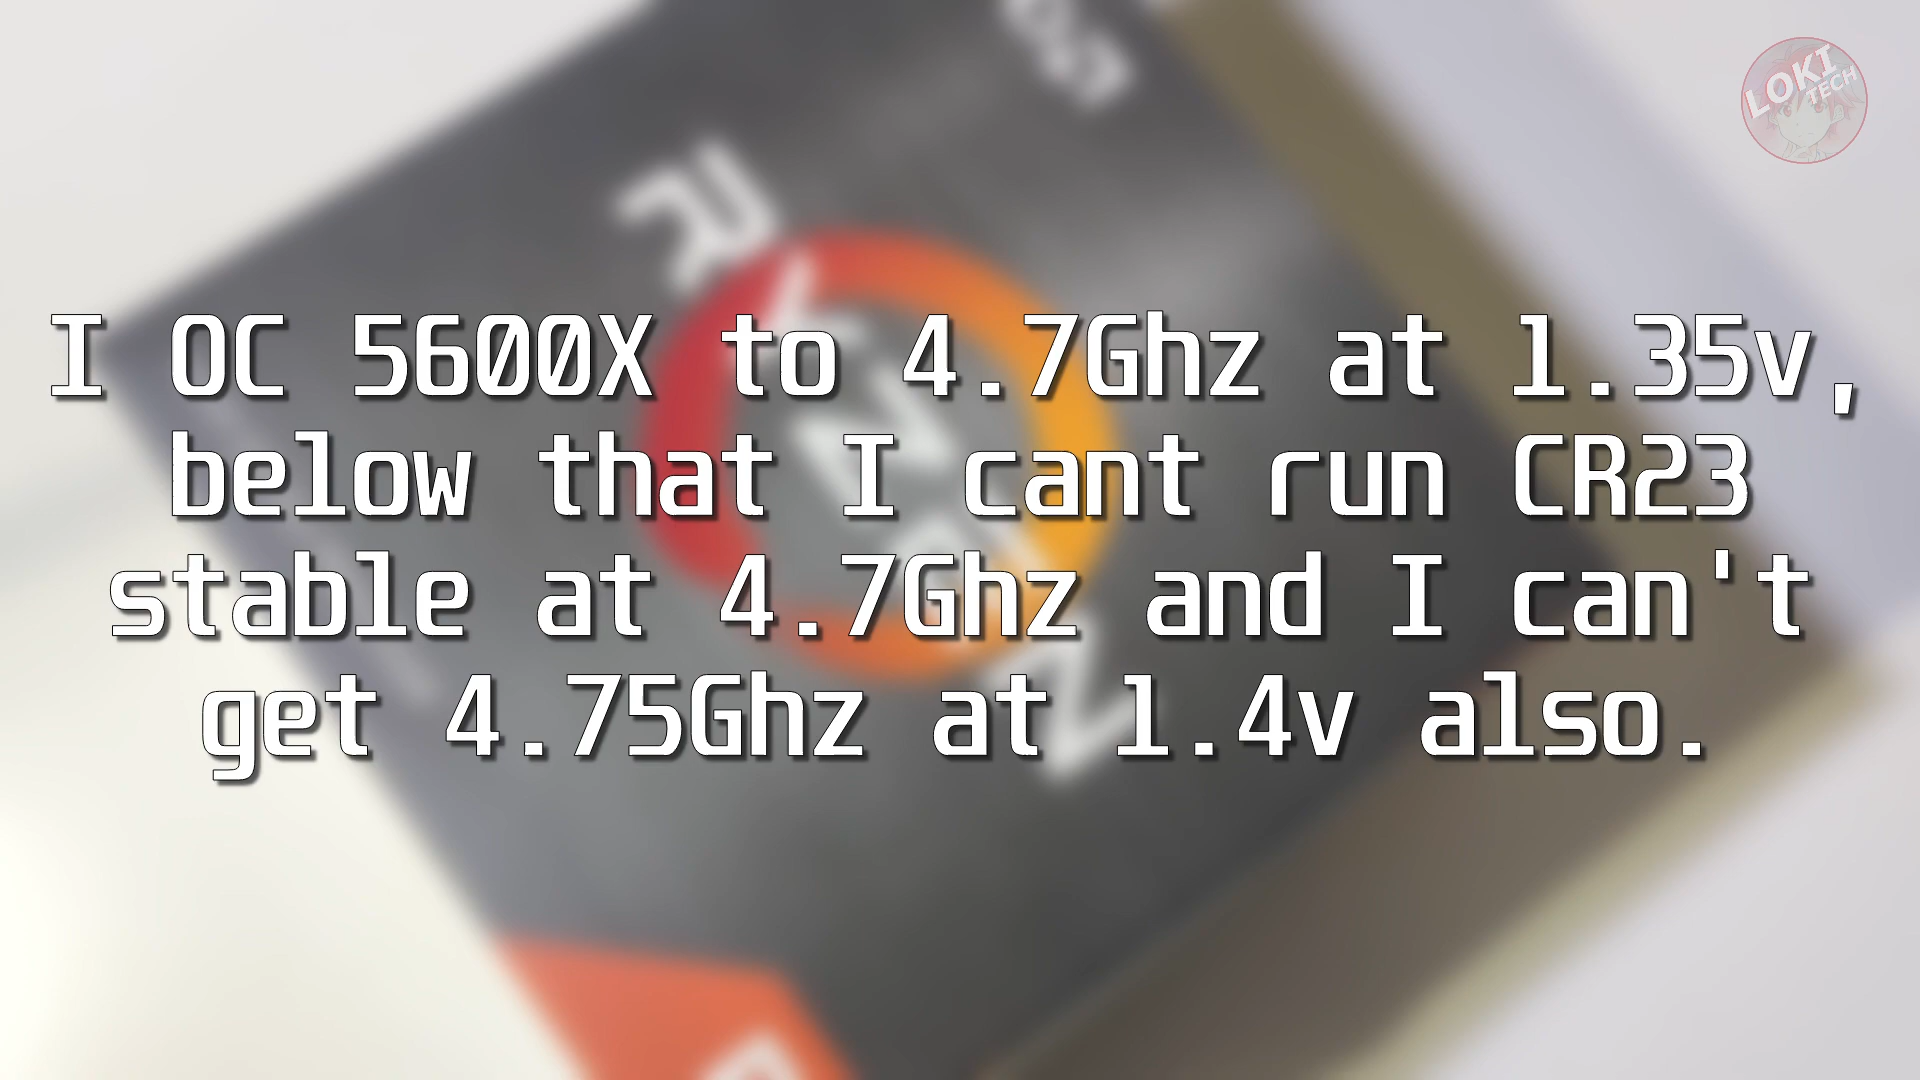 LOKI
TECH
RYZEN
I OC 5600X to 4.7Ghz at 1.35v,
below that I cant run CR23
stable at 4.7Ghz and I can't
get 4.75Ghz at 1.4v also.